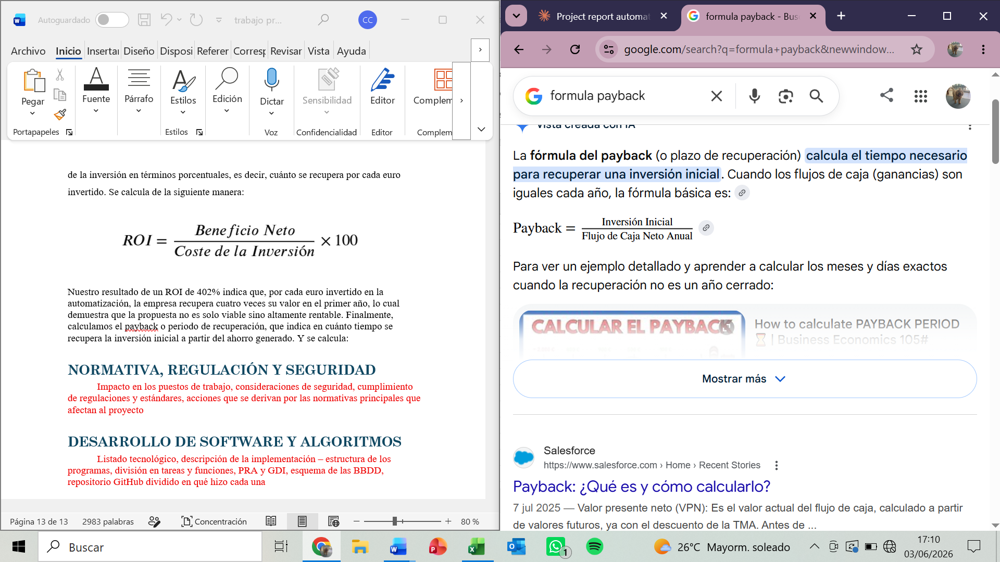 Autoguardado
trabajo pr...
CC
Archivo Inicio Insertar Diseño Disposi Referer Corresp Revisar Vista Ayuda
Pegar
Fuente
Párrafo
Estilos
Edición
Dictar
Sensibilidad
Editor
Complem
Portapapeles
Estilos
Voz
Confidencialidad
Editor
Complem
de la inversión en términos porcentuales, es decir, cuánto se recupera por cada euro
invertido. Se calcula de la siguiente manera:
ROI = Beneficio Neto / Coste de la Inversión × 100
Nuestro resultado de un ROI de 402% indica que, por cada euro invertido en la
automatización, la empresa recupera cuatro veces su valor en el primer año, lo cual
demuestra que la propuesta no es solo viable sino altamente rentable. Finalmente,
calculamos el payback o periodo de recuperación, que indica en cuánto tiempo se
recupera la inversión inicial a partir del ahorro generado. Y se calcula:
NORMATIVA, REGULACIÓN Y SEGURIDAD
Impacto en los puestos de trabajo, consideraciones de seguridad, cumplimiento
de regulaciones y estándares, acciones que se derivan por las normativas principales que
afectan al proyecto
DESARROLLO DE SOFTWARE Y ALGORITMOS
Listado tecnológico, descripción de la implementación – estructura de los
programas, división en tareas y funciones, PRA y GDI, esquema de las BBDD,
repositorio GitHub dividido en qué hizo cada una
Página 13 de 13
2983 palabras
Concentración
80 %
Project report automat
formula payback - Bus
google.com/search?q=formula+payback&newwindow...
formula payback
Vista creada con IA
La fórmula del payback (o plazo de recuperación) calcula el tiempo necesario
para recuperar una inversión inicial. Cuando los flujos de caja (ganancias) son
iguales cada año, la fórmula básica es:
Payback = Inversión Inicial / Flujo de Caja Neto Anual
Para ver un ejemplo detallado y aprender a calcular los meses y días exactos
cuando la recuperación no es un año cerrado:
CALCULAR EL PAYBACK
How to calculate PAYBACK PERIOD
⌛ | Business Economics 105#
Mostrar más
Salesforce
https://www.salesforce.com › Home › Recent Stories
Payback: ¿Qué es y cómo calcularlo?
7 jul 2025 — Valor presente neto (VPN): Es el valor actual del flujo de caja, calculado a partir
de valores futuros, ya con el descuento de la TMA. Antes de ...
Buscar
1
26°C Mayorm. soleado
17:10
03/06/2026